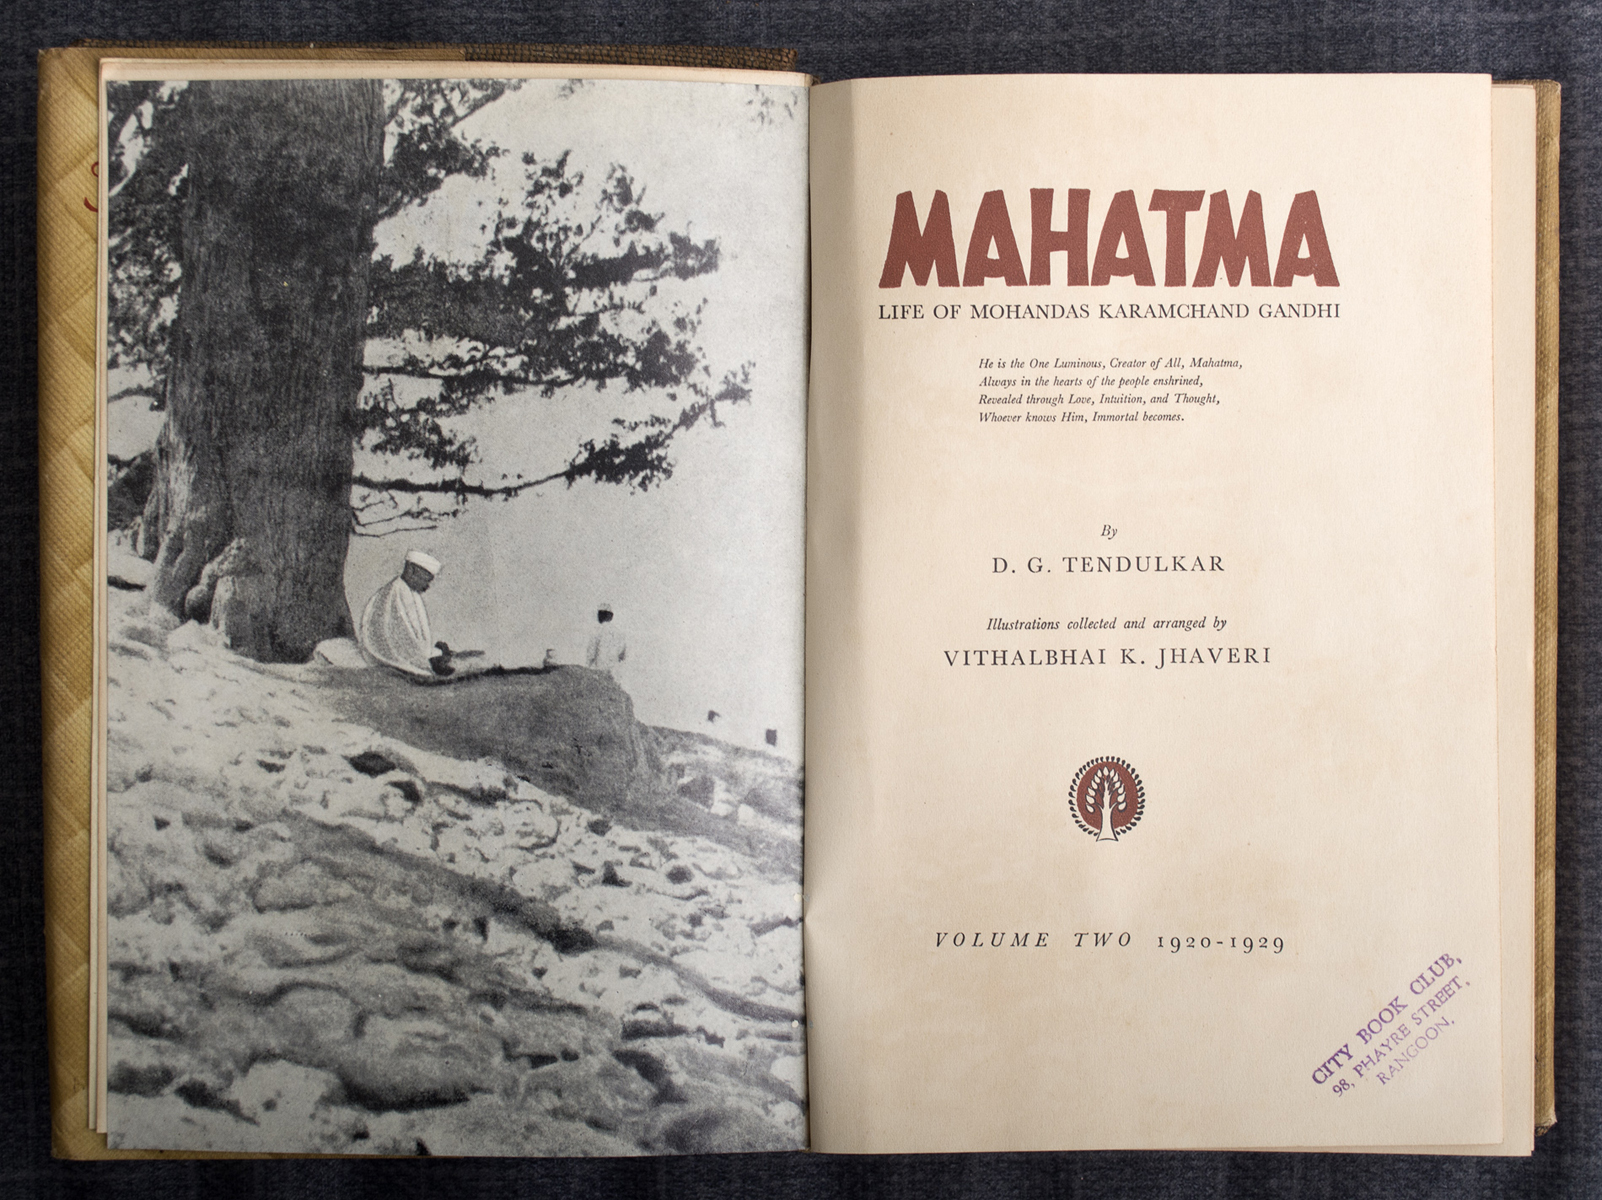 MAHATMA
LIFE OF MOHANDAS KARAMCHAND GANDHI
He is the One Luminous, Creator of All, Mahatma,
Always in the hearts of the people enshrined,
Revealed through Love, Intuition, and Thought,
Whoever knows Him, Immortal becomes.
By
D. G. TENDULKAR
Illustrations collected and arranged by
VITHALBHAI K. JHAVERI
VOLUME TWO 1920-1929
CITY BOOK CLUB,
98, PHAYRE STREET,
RANGOON.